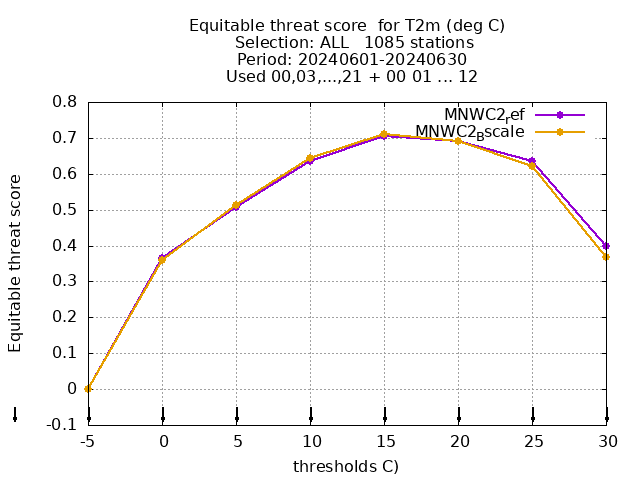 Equitable threat score  for T2m (deg C)
Selection: ALL   1085 stations
Period: 20240601-20240630
Used 00,03,...,21 + 00 01 ... 12
MNWC2_ref
MNWC2_Bscale
0.8
0.7
0.6
0.5
0.4
0.3
0.2
0.1
0
-0.1
Equitable threat score
-5 0 5 10 15 20 25 30
thresholds C)